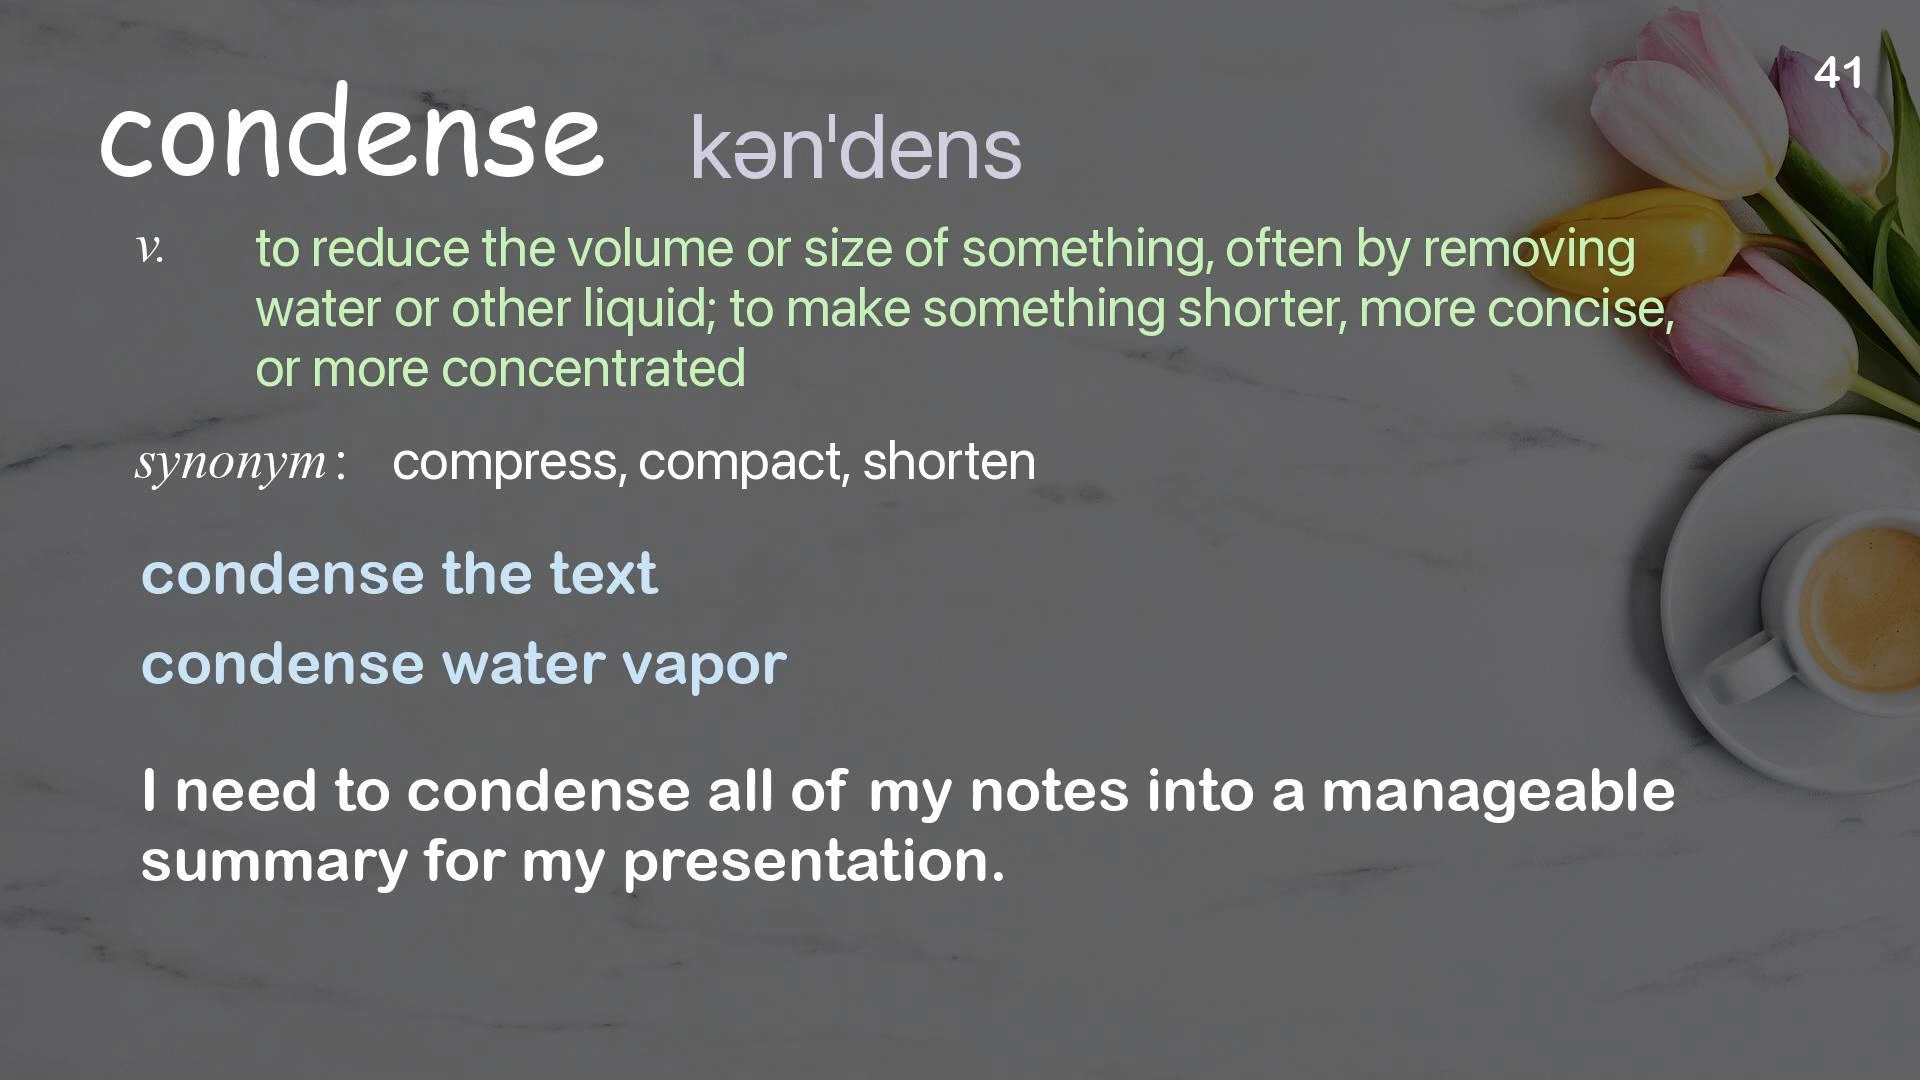 41
condense kən'dens
v. to reduce the volume or size of something, often by removing
water or other liquid; to make something shorter, more concise,
or more concentrated
synonym: compress, compact, shorten
condense the text
condense water vapor
I need to condense all of my notes into a manageable
summary for my presentation.